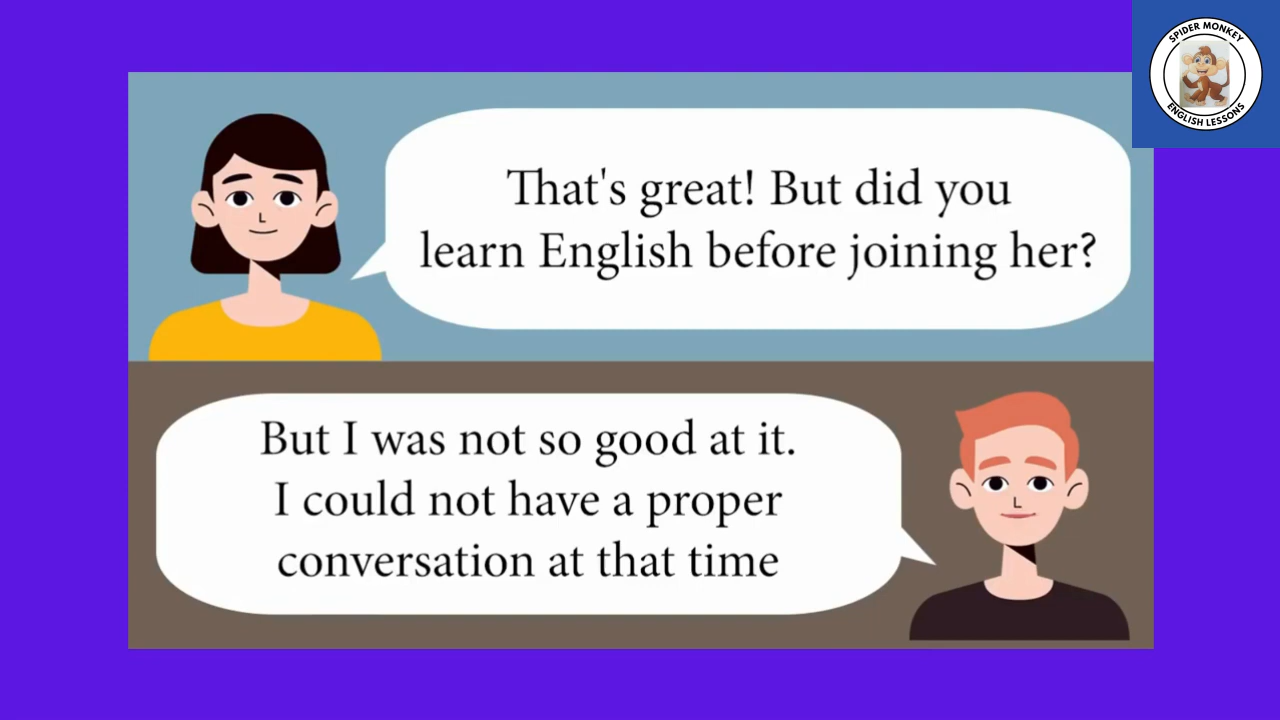 SPIDER MONKEY
ENGLISH LESSONS
That's great! But did you
learn English before joining her?
But I was not so good at it.
I could not have a proper
conversation at that time